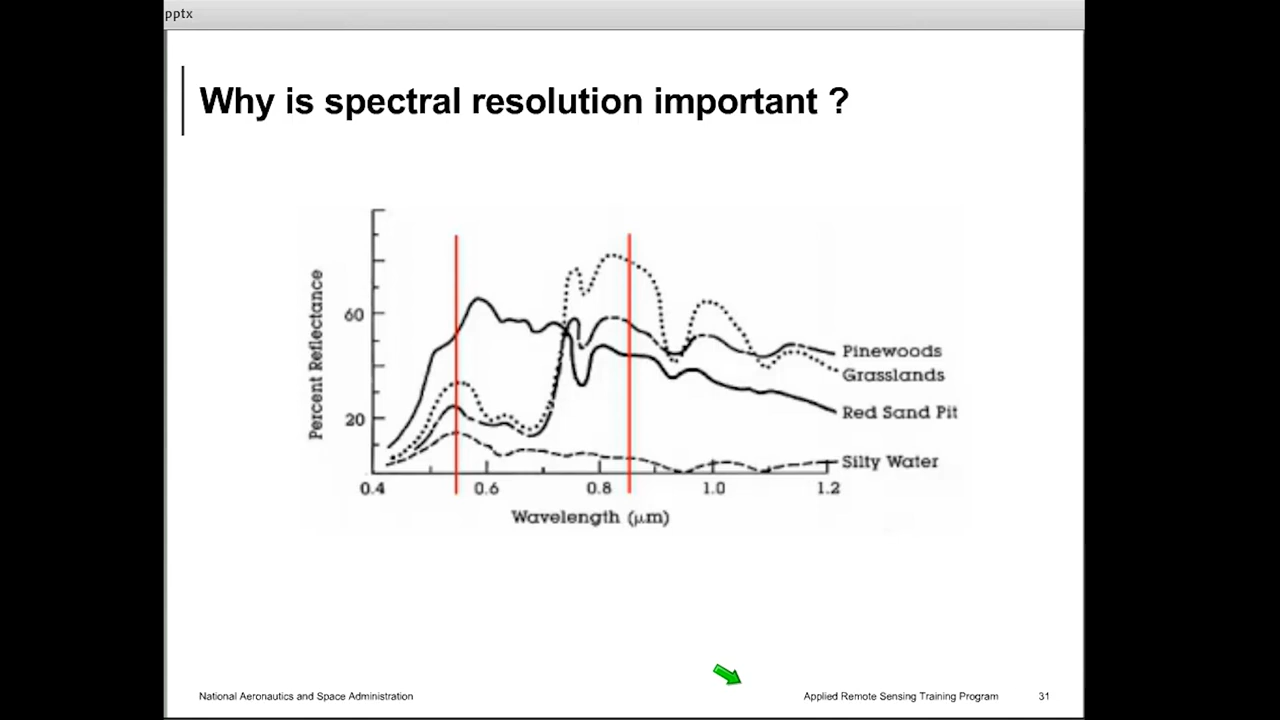 pptx
Why is spectral resolution important ?
Percent Reflectance
60
20
Pinewoods
Grasslands
Red Sand Pit
Silty Water
0.4 0.6 0.8 1.0 1.2
Wavelength (μm)
National Aeronautics and Space Administration
Applied Remote Sensing Training Program 31